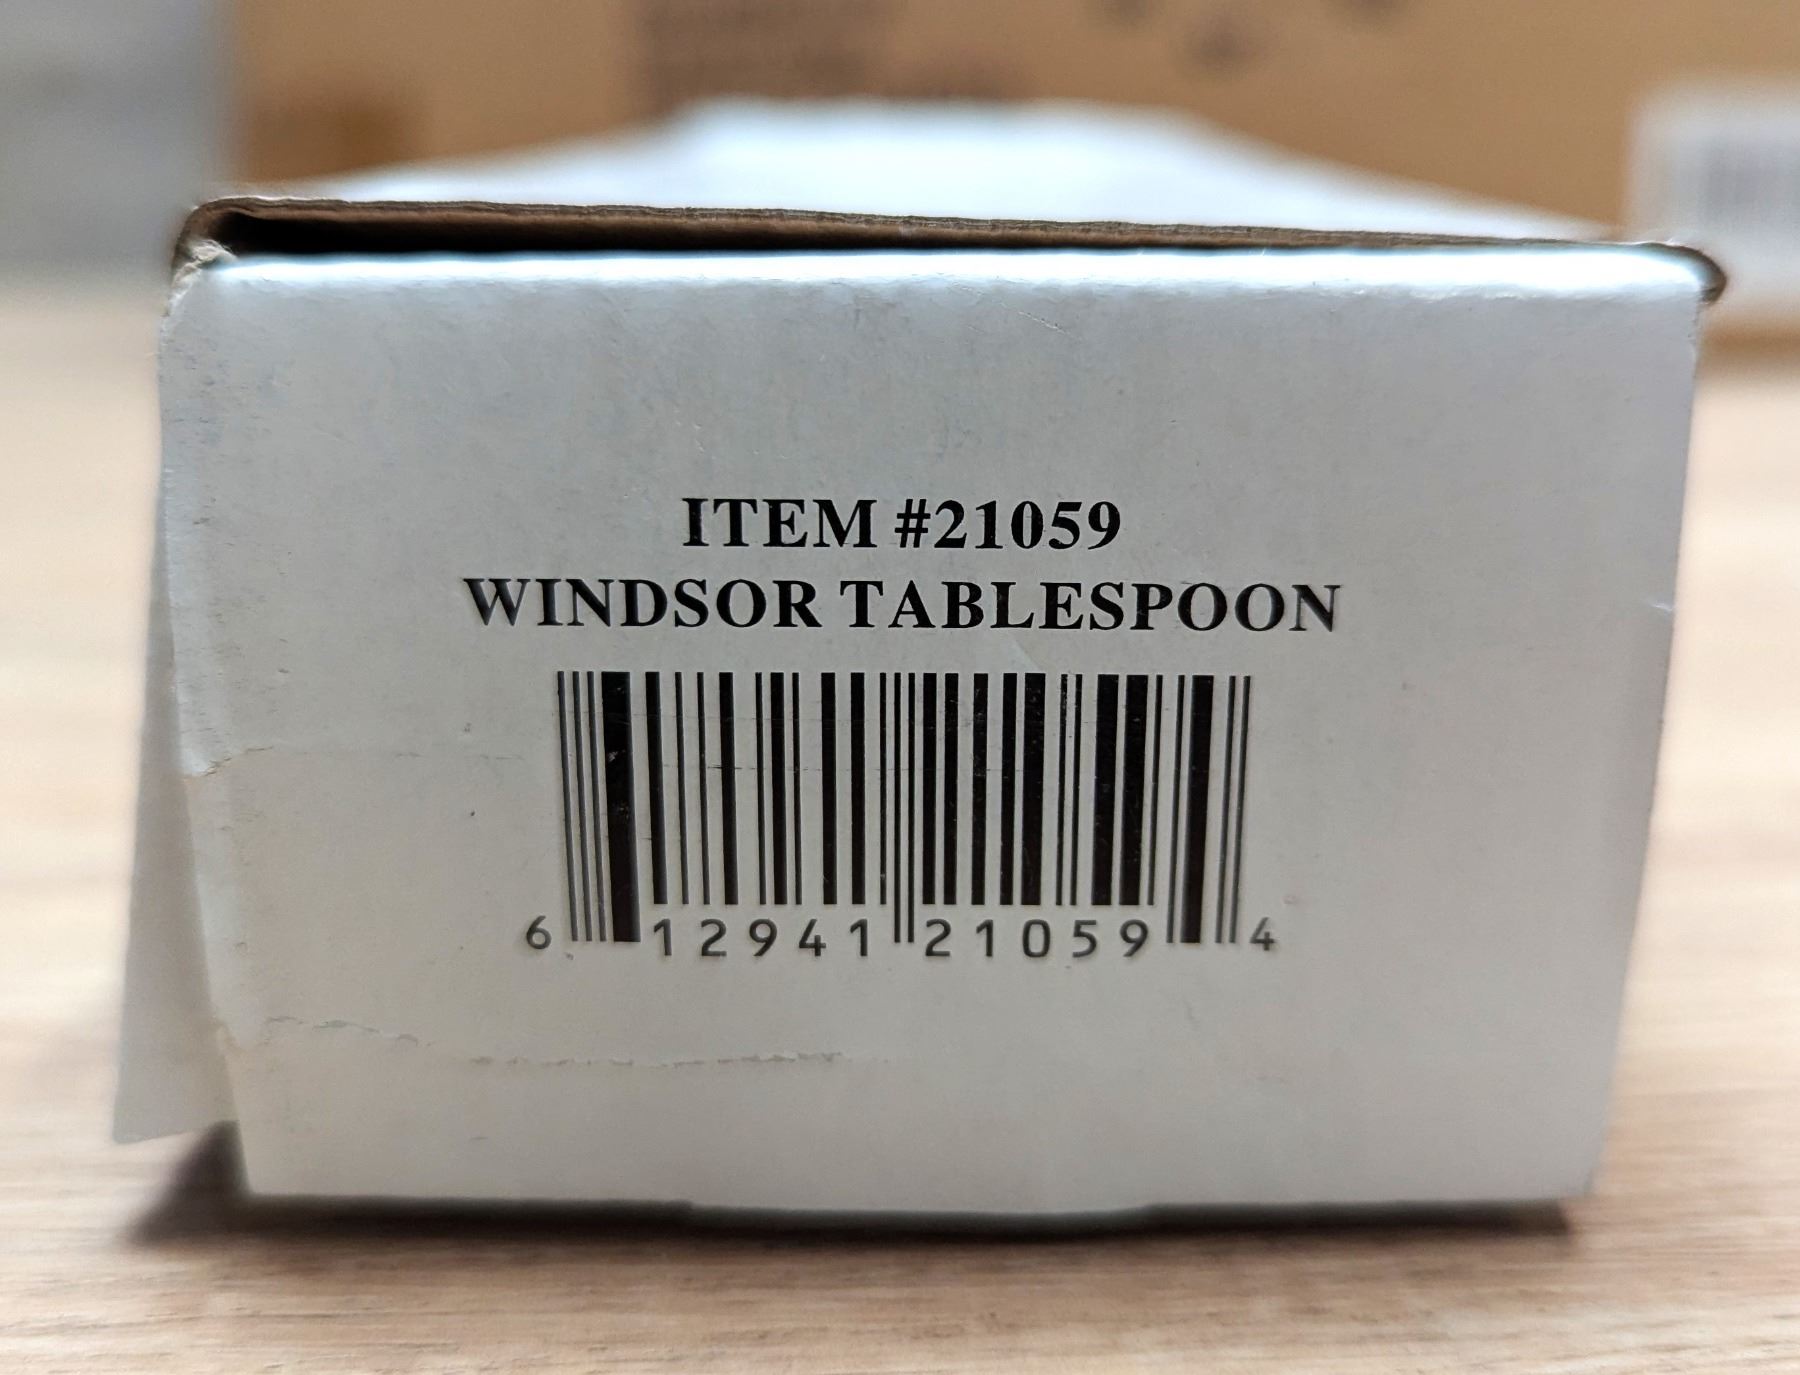 ITEM #21059
WINDSOR TABLESPOON
6 12941 21059 4